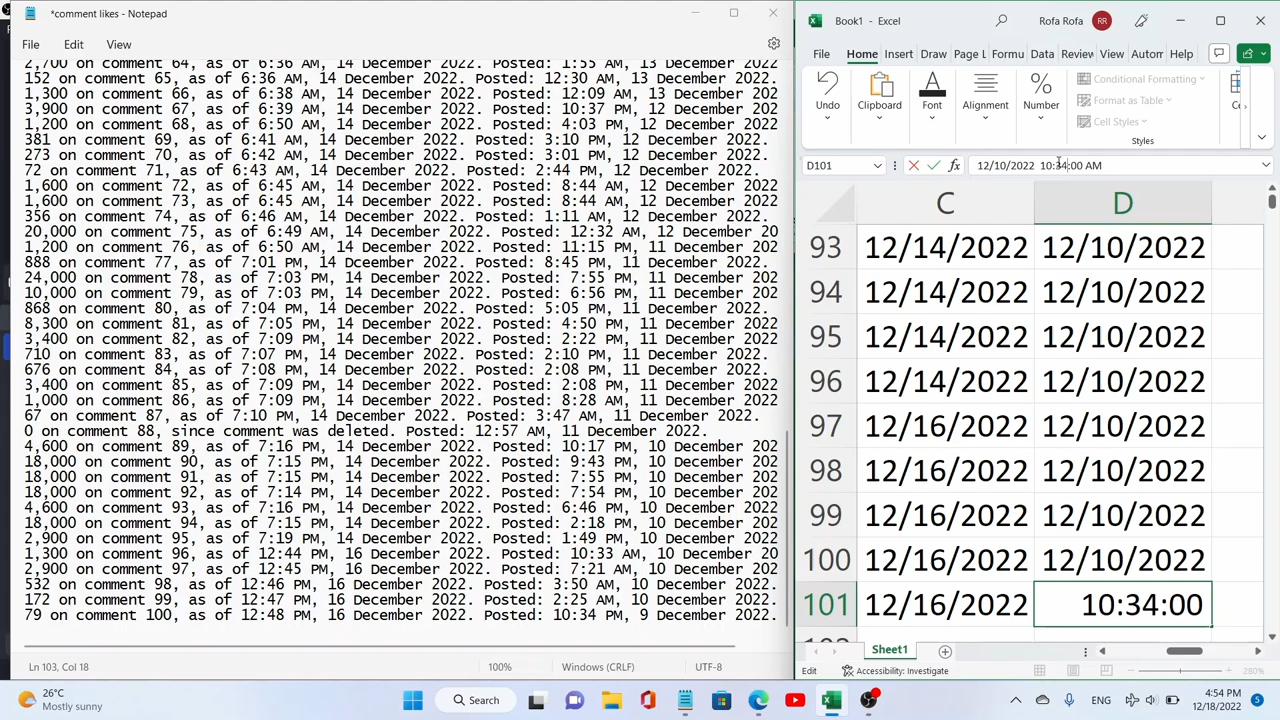 *comment likes - Notepad
File Edit View
2,700 on comment 64, as of 6:36 AM, 14 December 2022. Posted: 1:55 AM, 13 December 2022.
152 on comment 65, as of 6:36 AM, 14 December 2022. Posted: 12:30 AM, 13 December 2022.
1,300 on comment 66, as of 6:38 AM, 14 December 2022. Posted: 12:09 AM, 13 December 2022
3,900 on comment 67, as of 6:39 AM, 14 December 2022. Posted: 10:37 PM, 12 December 2022
1,200 on comment 68, as of 6:50 AM, 14 December 2022. Posted: 4:03 PM, 12 December 2022.
381 on comment 69, as of 6:41 AM, 14 December 2022. Posted: 3:10 PM, 12 December 2022.
273 on comment 70, as of 6:42 AM, 14 December 2022. Posted: 3:01 PM, 12 December 2022.
72 on comment 71, as of 6:43 AM, 14 December 2022. Posted: 2:44 PM, 12 December 2022.
1,600 on comment 72, as of 6:45 AM, 14 December 2022. Posted: 8:44 AM, 12 December 2022.
1,600 on comment 73, as of 6:45 AM, 14 December 2022. Posted: 8:44 AM, 12 December 2022.
356 on comment 74, as of 6:46 AM, 14 December 2022. Posted: 1:11 AM, 12 December 2022.
20,000 on comment 75, as of 6:49 AM, 14 December 2022. Posted: 12:32 AM, 12 December 20
1,200 on comment 76, as of 6:50 AM, 14 December 2022. Posted: 11:15 PM, 11 December 2022
888 on comment 77, as of 7:01 PM, 14 December 2022. Posted: 8:45 PM, 11 December 2022.
24,000 on comment 78, as of 7:03 PM, 14 December 2022. Posted: 7:55 PM, 11 December 2022
10,000 on comment 79, as of 7:03 PM, 14 December 2022. Posted: 6:56 PM, 11 December 2022
868 on comment 80, as of 7:04 PM, 14 December 2022. Posted: 5:05 PM, 11 December 2022.
8,300 on comment 81, as of 7:05 PM, 14 December 2022. Posted: 4:50 PM, 11 December 2022.
3,400 on comment 82, as of 7:06 PM, 14 December 2022. Posted: 2:22 PM, 11 December 2022.
710 on comment 83, as of 7:07 PM, 14 December 2022. Posted: 2:10 PM, 11 December 2022.
676 on comment 84, as of 7:08 PM, 14 December 2022. Posted: 2:08 PM, 11 December 2022.
3,400 on comment 85, as of 7:09 PM, 14 December 2022. Posted: 2:08 PM, 11 December 2022
1,000 on comment 86, as of 7:09 PM, 14 December 2022. Posted: 8:28 AM, 11 December 2022.
67 on comment 87, as of 7:10 PM, 14 December 2022. Posted: 3:47 AM, 11 December 2022.
0 on comment 88, since comment was deleted. Posted: 12:57 AM, 11 December 2022.
4,600 on comment 89, as of 7:16 PM, 14 December 2022. Posted: 10:17 PM, 10 December 202
18,000 on comment 90, as of 7:15 PM, 14 December 2022. Posted: 9:43 PM, 10 December 202
18,000 on comment 91, as of 7:15 PM, 14 December 2022. Posted: 7:55 PM, 10 December 202
18,000 on comment 92, as of 7:14 PM, 14 December 2022. Posted: 7:54 PM, 10 December 202
4,600 on comment 93, as of 7:16 PM, 14 December 2022. Posted: 6:46 PM, 10 December 2022
18,000 on comment 94, as of 7:15 PM, 14 December 2022. Posted: 2:18 PM, 10 December 202
2,900 on comment 95, as of 7:19 PM, 14 December 2022. Posted: 1:49 PM, 10 December 2022
1,300 on comment 96, as of 12:44 PM, 16 December 2022. Posted: 10:33 AM, 10 December 20
2,900 on comment 97, as of 12:45 PM, 16 December 2022. Posted: 7:21 AM, 10 December 202
532 on comment 98, as of 12:46 PM, 16 December 2022. Posted: 3:50 AM, 10 December 2022.
172 on comment 99, as of 12:47 PM, 16 December 2022. Posted: 2:25 AM, 10 December 2022.
79 on comment 100, as of 12:48 PM, 16 December 2022. Posted: 10:34 PM, 9 December 2022.
Ln 103, Col 18 100% Windows (CRLF) UTF-8
Book1 - Excel Rofa Rofa RR
File Home Insert Draw Page l Formu Data Review View Autom Help
Undo Clipboard Font Alignment Number Conditional Formatting
Format as Table
Cell Styles
Styles
D101 fx 12/10/2022 10:34:00 AM
C D
93 12/14/2022 12/10/2022
94 12/14/2022 12/10/2022
95 12/14/2022 12/10/2022
96 12/14/2022 12/10/2022
97 12/16/2022 12/10/2022
98 12/16/2022 12/10/2022
99 12/16/2022 12/10/2022
100 12/16/2022 12/10/2022
101 12/16/2022 10:34:00
102
Sheet1
Edit Accessibility: Investigate 280%
26°C
Mostly sunny
Search
ENG
4:54 PM
12/18/2022
5